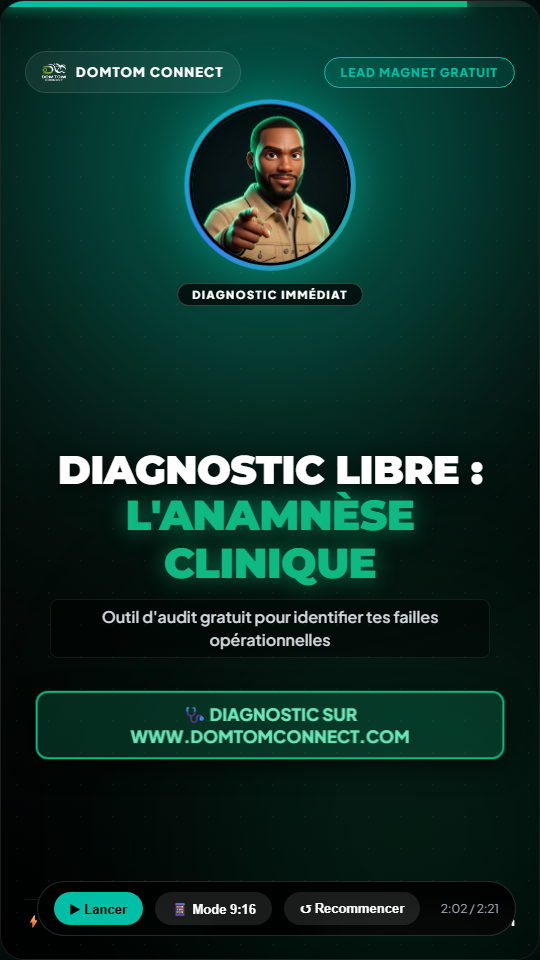 DOMTOM CONNECT
LEAD MAGNET GRATUIT
DIAGNOSTIC IMMÉDIAT
DIAGNOSTIC LIBRE :
L'ANAMNÈSE
CLINIQUE
Outil d'audit gratuit pour identifier tes failles
opérationnelles
🩺 DIAGNOSTIC SUR
WWW.DOMTOMCONNECT.COM
▶ Lancer
Mode 9:16
↺ Recommencer
2:02 / 2:21